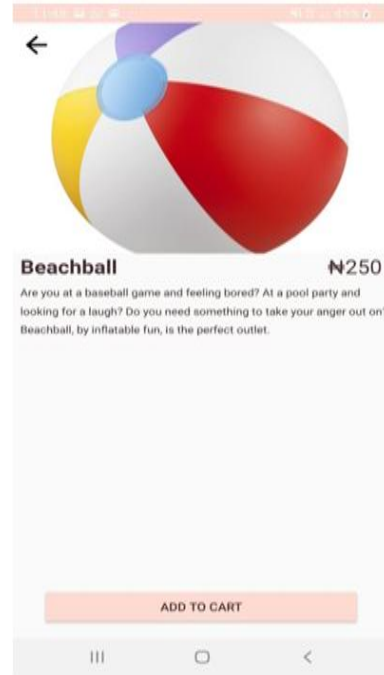 Beachball ₦250
Are you at a baseball game and feeling bored? At a pool party and
looking for a laugh? Do you need something to take your anger out on?
Beachball, by inflatable fun, is the perfect outlet.
ADD TO CART